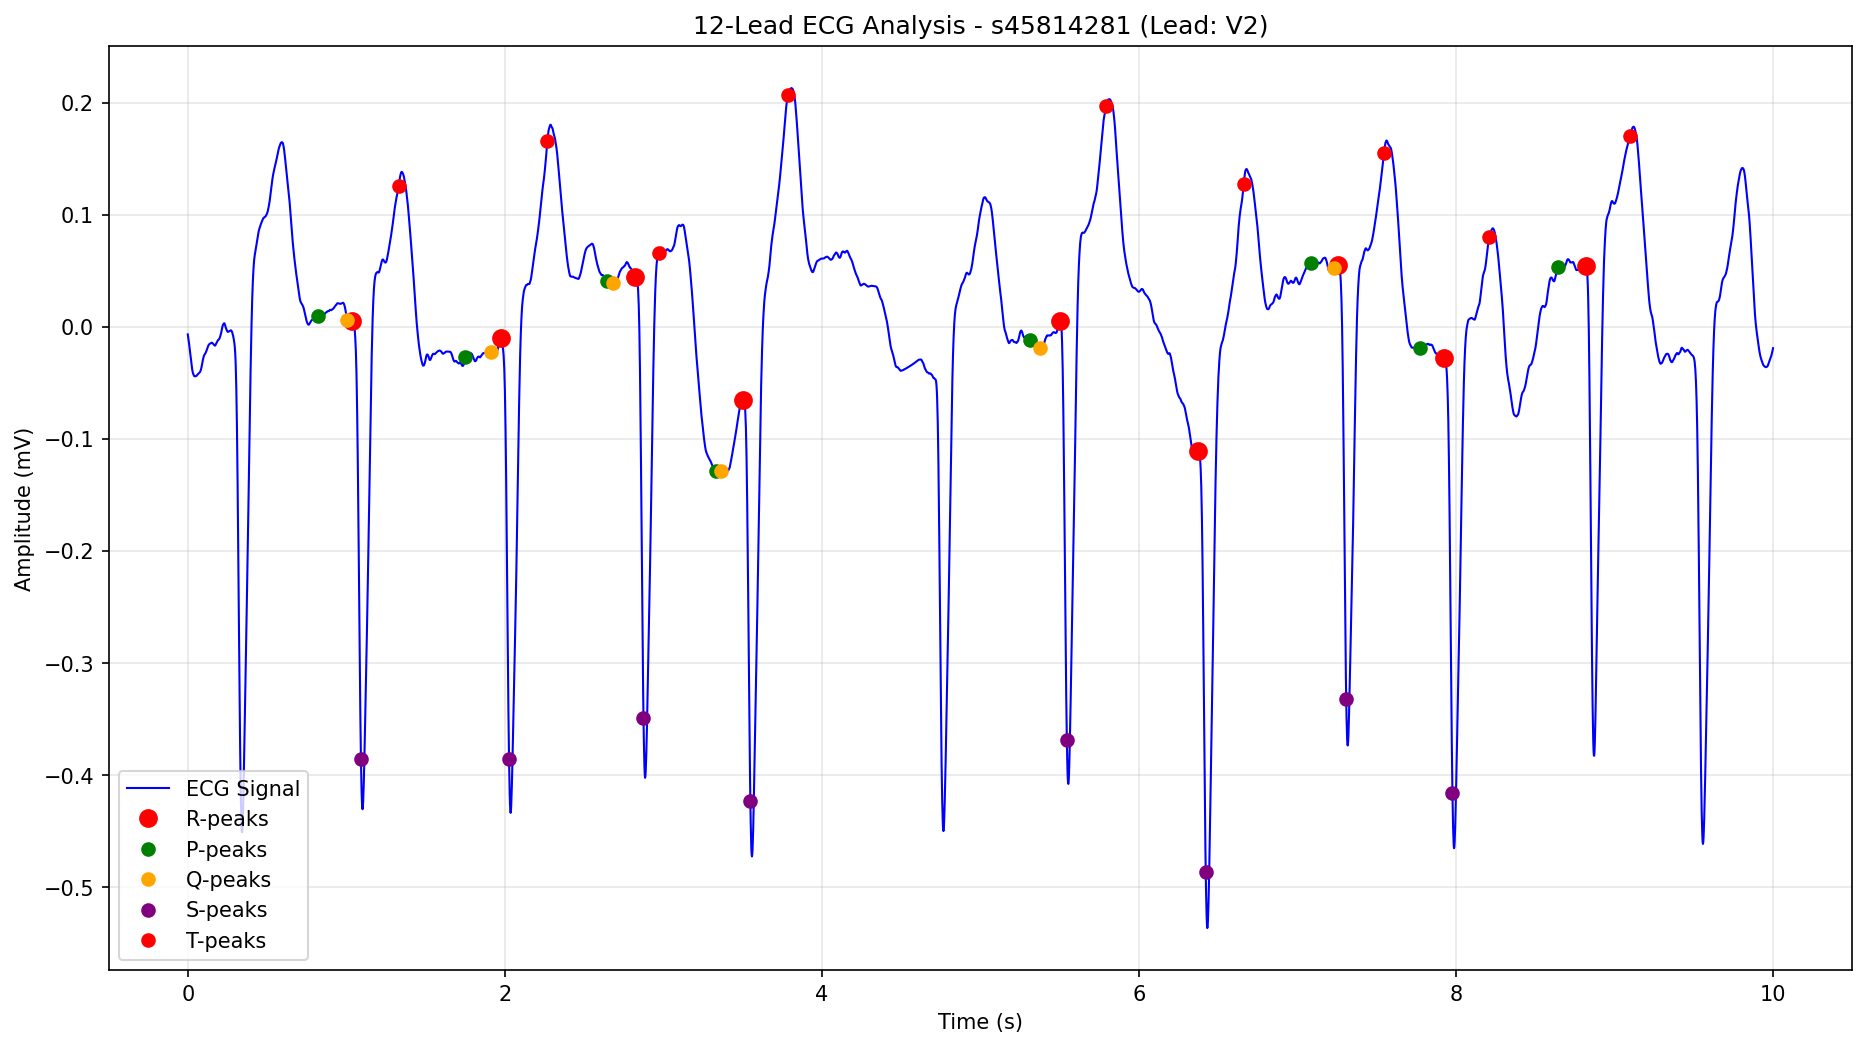 12-Lead ECG Analysis - s45814281 (Lead: V2)
Amplitude (mV)
0.2
0.1
0.0
−0.1
−0.2
−0.3
−0.4
−0.5
ECG Signal
R-peaks
P-peaks
Q-peaks
S-peaks
T-peaks
0 2 4 6 8 10
Time (s)